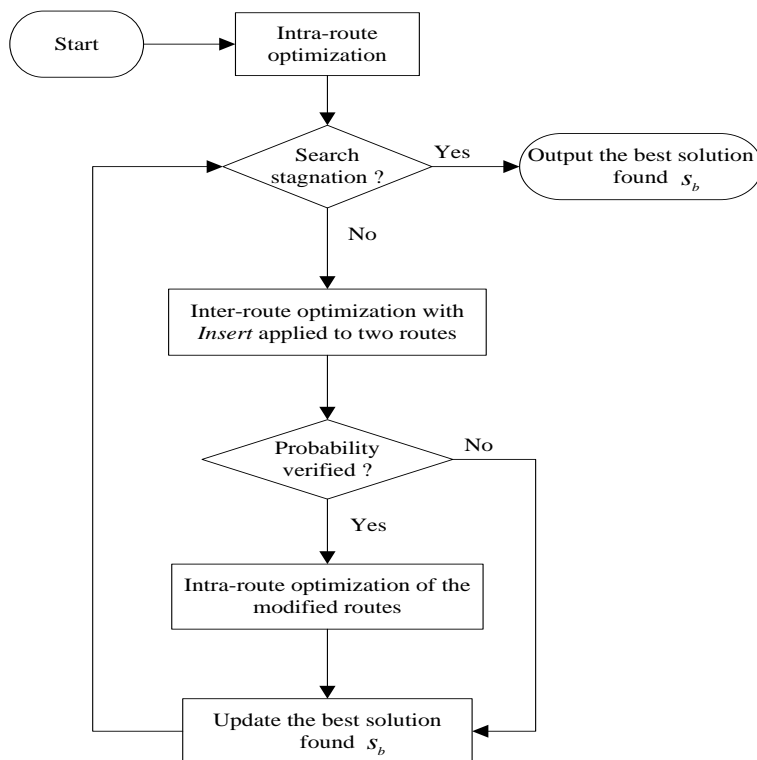 Start
Intra-route
optimization
Search
stagnation ?
Yes
Output the best solution
found s_b
No
Inter-route optimization with
Insert applied to two routes
Probability
verified ?
No
Yes
Intra-route optimization of the
modified routes
Update the best solution
found s_b